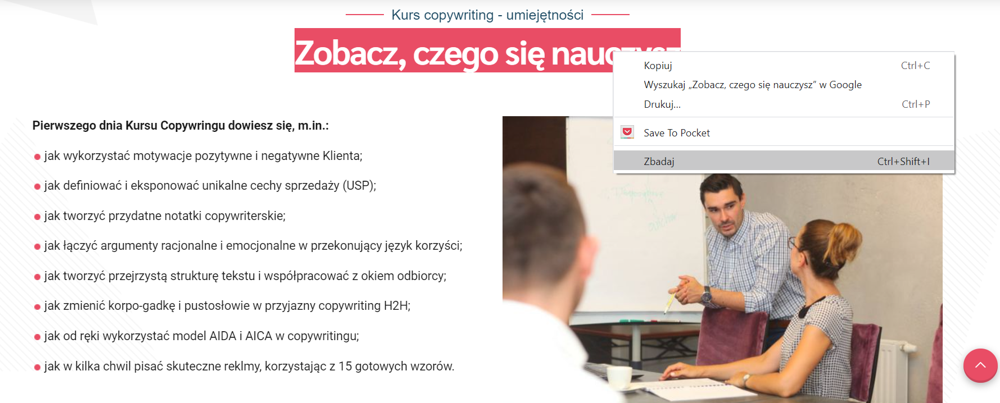 Kurs copywriting - umiejętności
Zobacz, czego się nauczysz
Kopiuj Ctrl+C
Wyszukaj „Zobacz, czego się nauczysz” w Google
Drukuj... Ctrl+P
Save To Pocket
Zbadaj Ctrl+Shift+I
Pierwszego dnia Kursu Copywringu dowiesz się, m.in.:
jak wykorzystać motywacje pozytywne i negatywne Klienta;
jak definiować i eksponować unikalne cechy sprzedaży (USP);
jak tworzyć przydatne notatki copywriterskie;
jak łączyć argumenty racjonalne i emocjonalne w przekonujący język korzyści;
jak tworzyć przejrzystą strukturę tekstu i współpracować z okiem odbiorcy;
jak zmienić korpo-gadkę i pustosłowie w przyjazny copywriting H2H;
jak od ręki wykorzystać model AIDA i AICA w copywritingu;
jak w kilka chwil pisać skuteczne reklmy, korzystając z 15 gotowych wzorów.